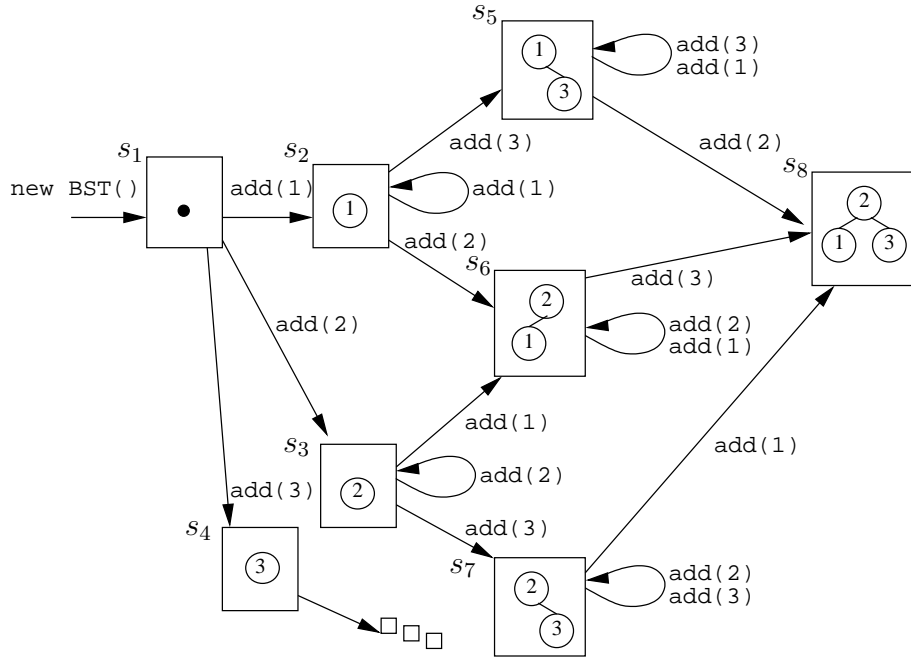 s5
1
3
add(3)
add(1)
add(3)
add(2)
s1
s2
s8
new BST()
add(1)
1
add(1)
2
1
3
add(2)
s6
2
1
add(3)
add(2)
add(1)
add(2)
s3
add(1)
add(1)
2
add(2)
add(3)
s4
add(3)
s7
3
2
3
add(2)
add(3)